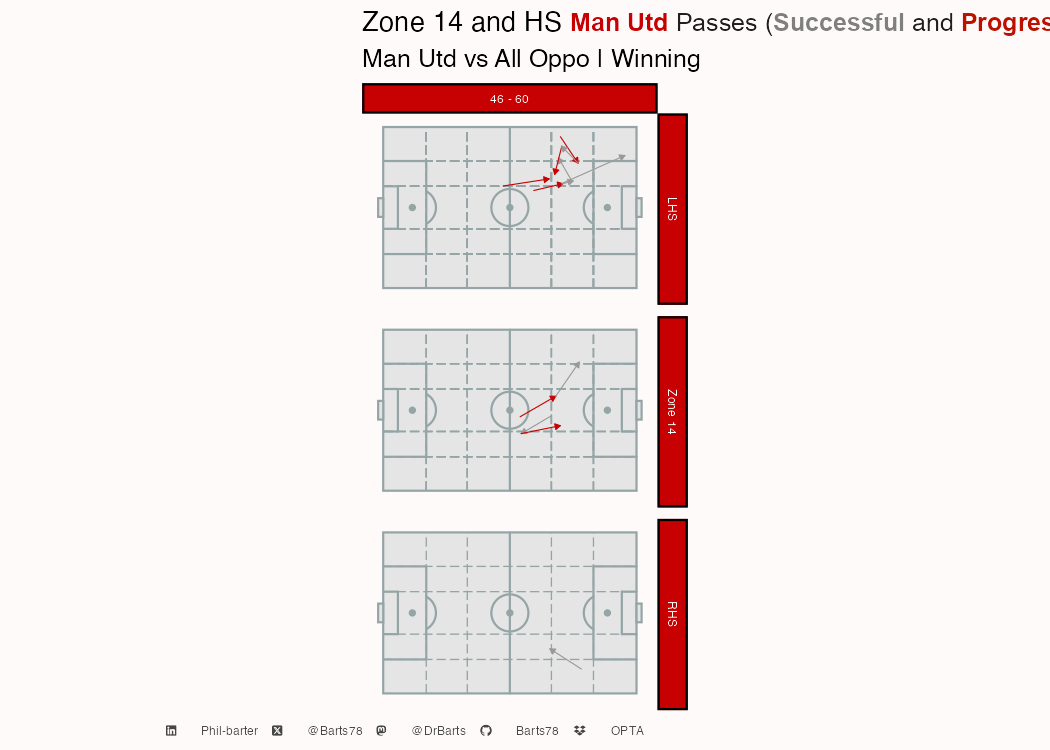 Zone 14 and HS Man Utd Passes (Successful and Progres
Man Utd vs All Oppo | Winning
46 - 60
LHS
Zone 14
RHS
Phil-barter @Barts78 @DrBarts Barts78 OPTA